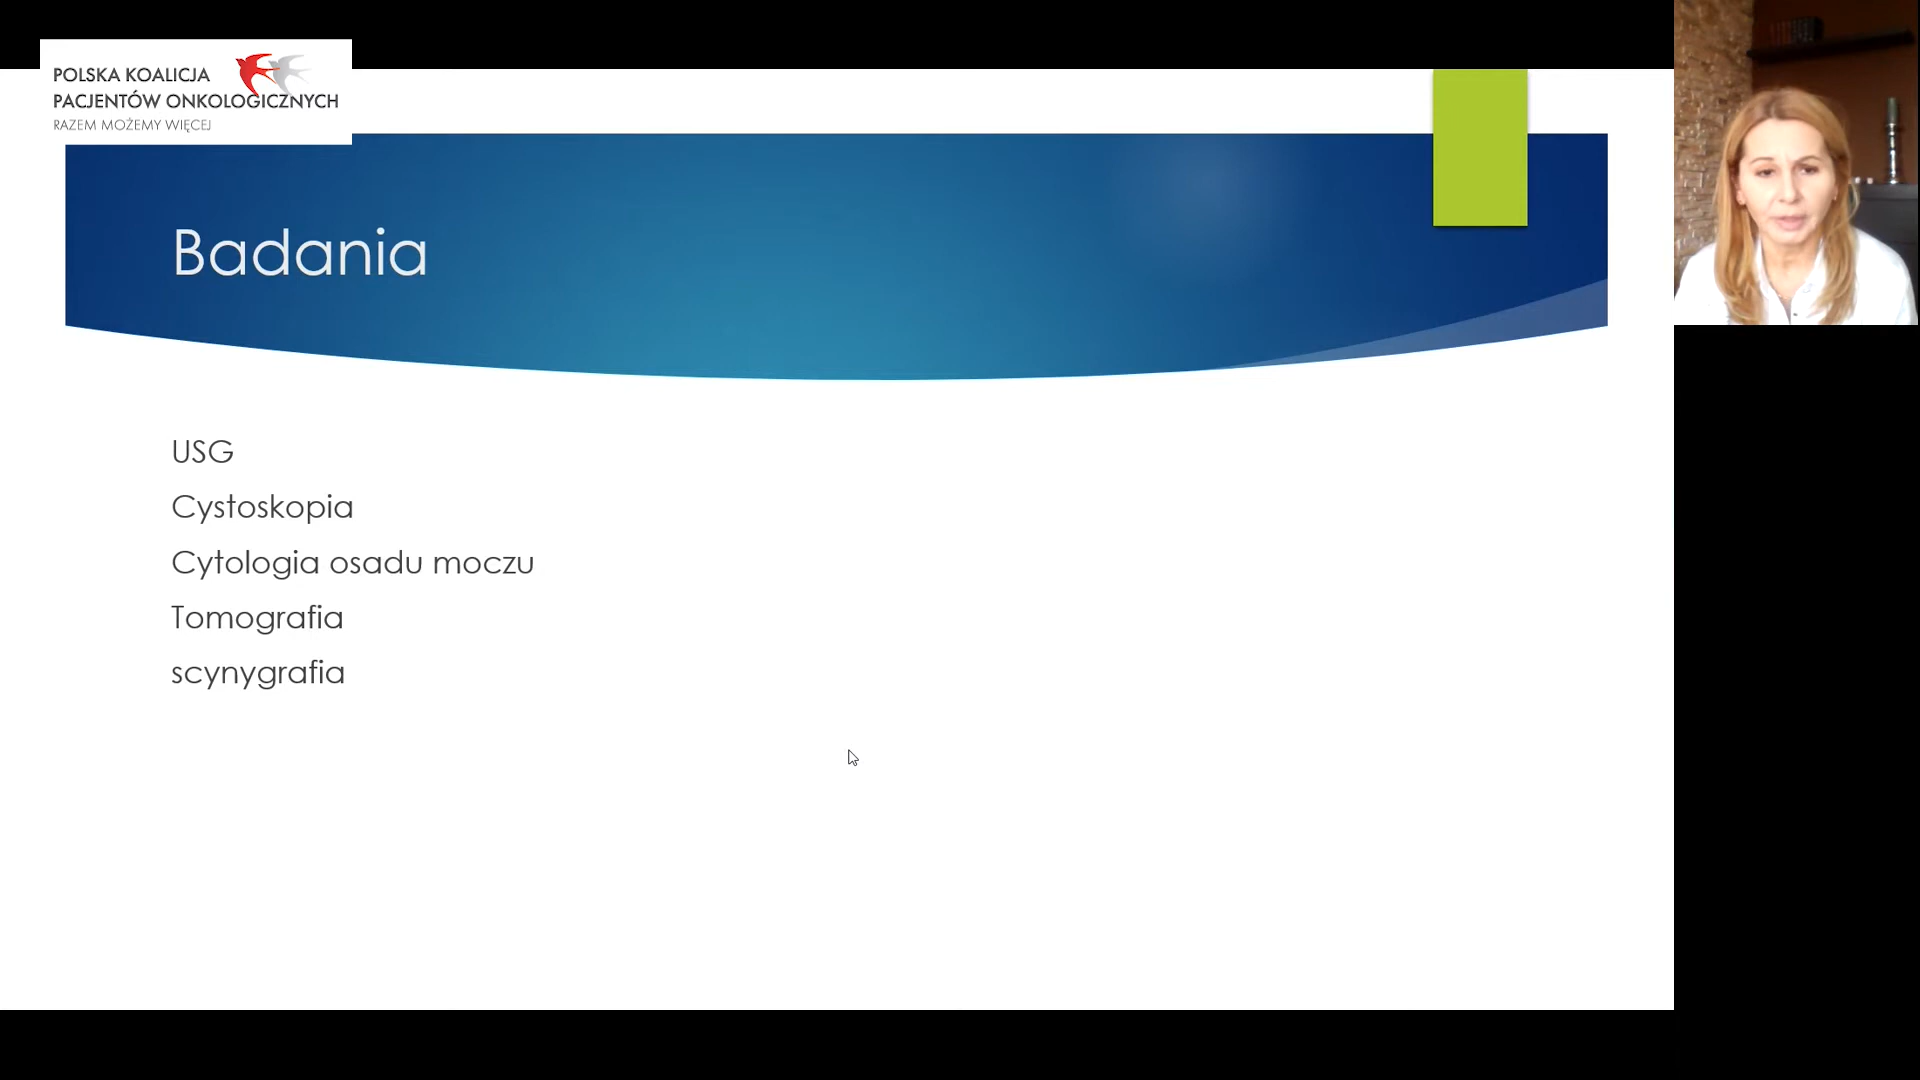 POLSKA KOALICJA
PACJENTÓW ONKOLOGICZNYCH
RAZEM MOŻEMY WIĘCEJ
Badania
USG
Cystoskopia
Cytologia osadu moczu
Tomografia
scynygrafia